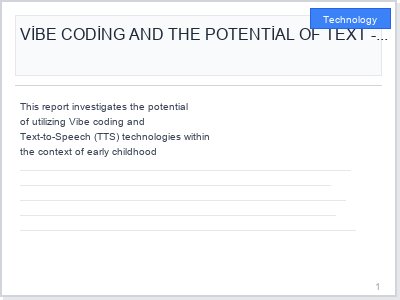 Technology
VİBE CODİNG AND THE POTENTİAL OF TEXT -...
This report investigates the potential
of utilizing Vibe coding and
Text-to-Speech (TTS) technologies within
the context of early childhood
1